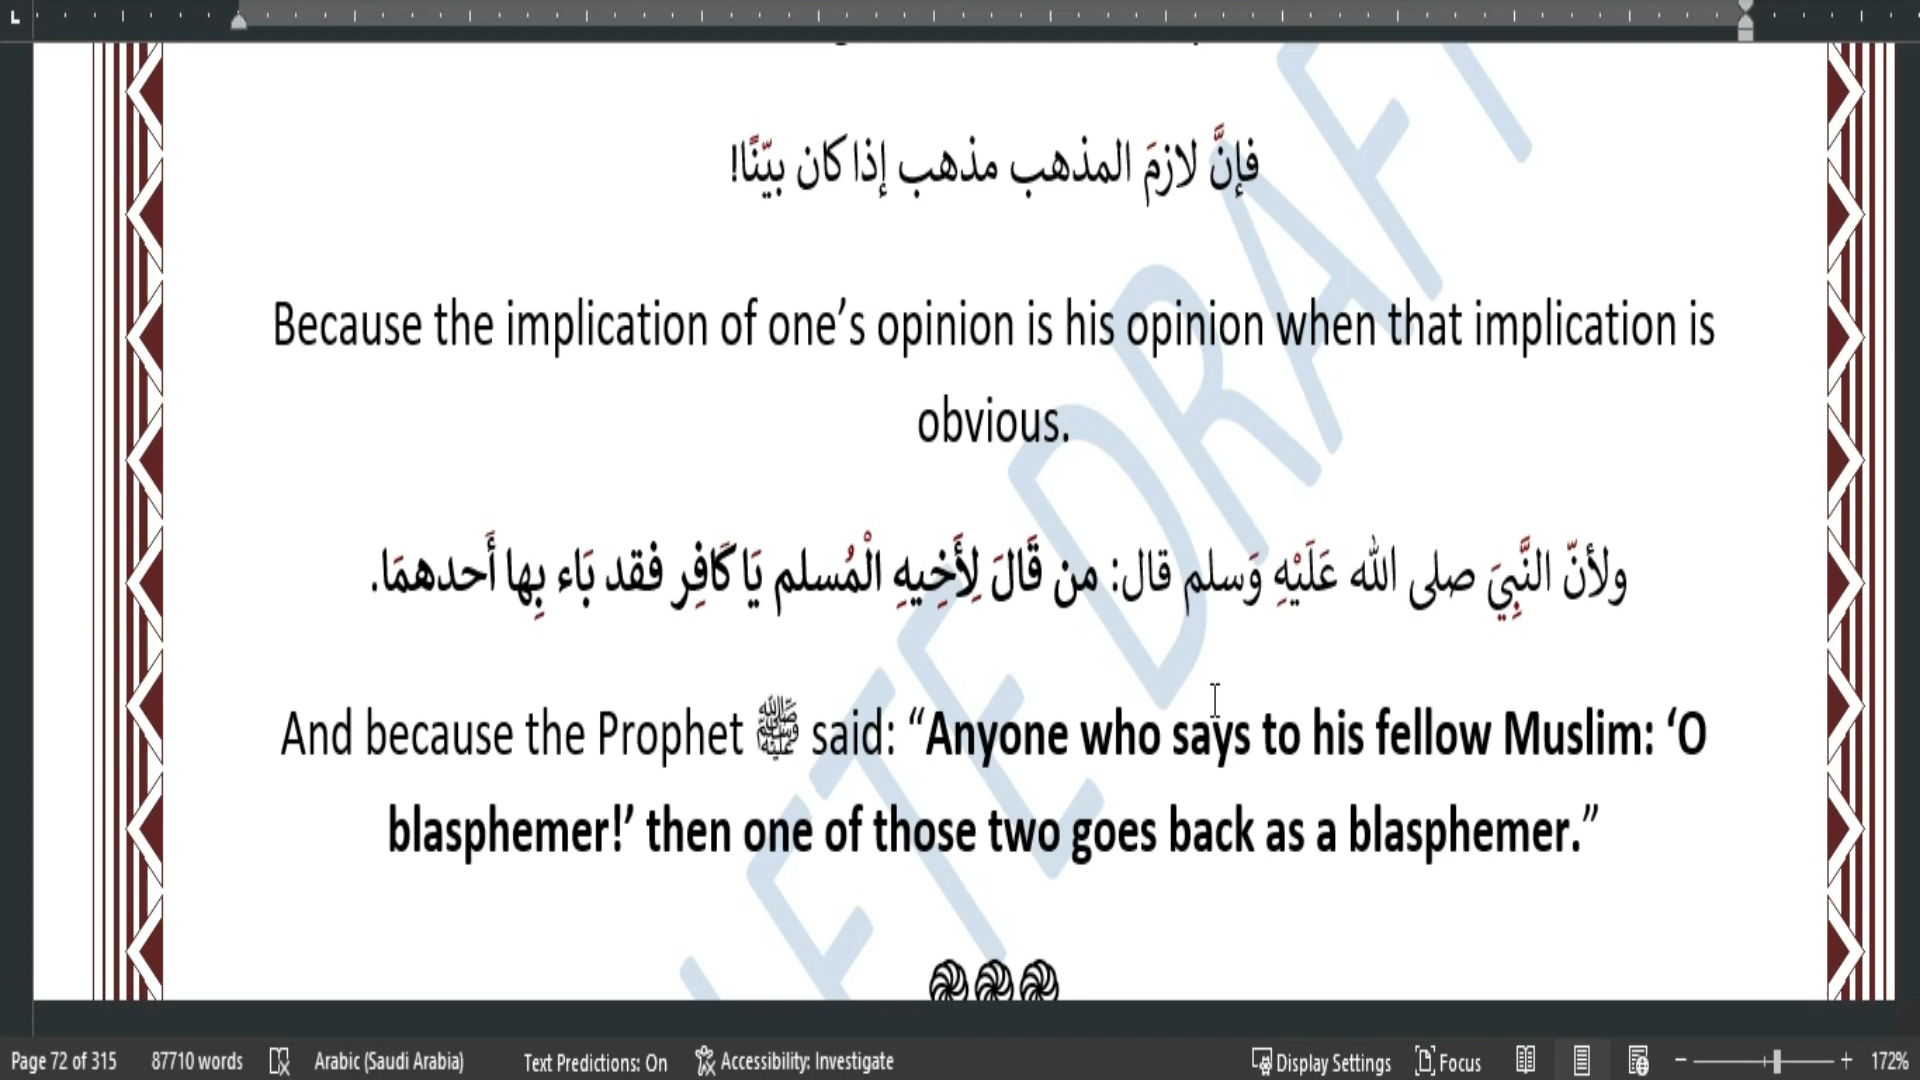 فإنَّ لازمَ المذهب مذهب إذا كان بيّنًا!
Because the implication of one’s opinion is his opinion when that implication is
obvious.
ولأنّ النَّبِيَ صلى الله عَلَيْهِ وَسلم قال: من قَالَ لِأَخِيهِ الْمُسلم يَا كَافِر فقد بَاء بِها أَحدهمَا.
And because the Prophet ﷺ said: “Anyone who says to his fellow Muslim: ‘O
blasphemer!’ then one of those two goes back as a blasphemer.”
Page 72 of 315 87710 words Arabic (Saudi Arabia) Text Predictions: On Accessibility: Investigate Display Settings Focus 172%